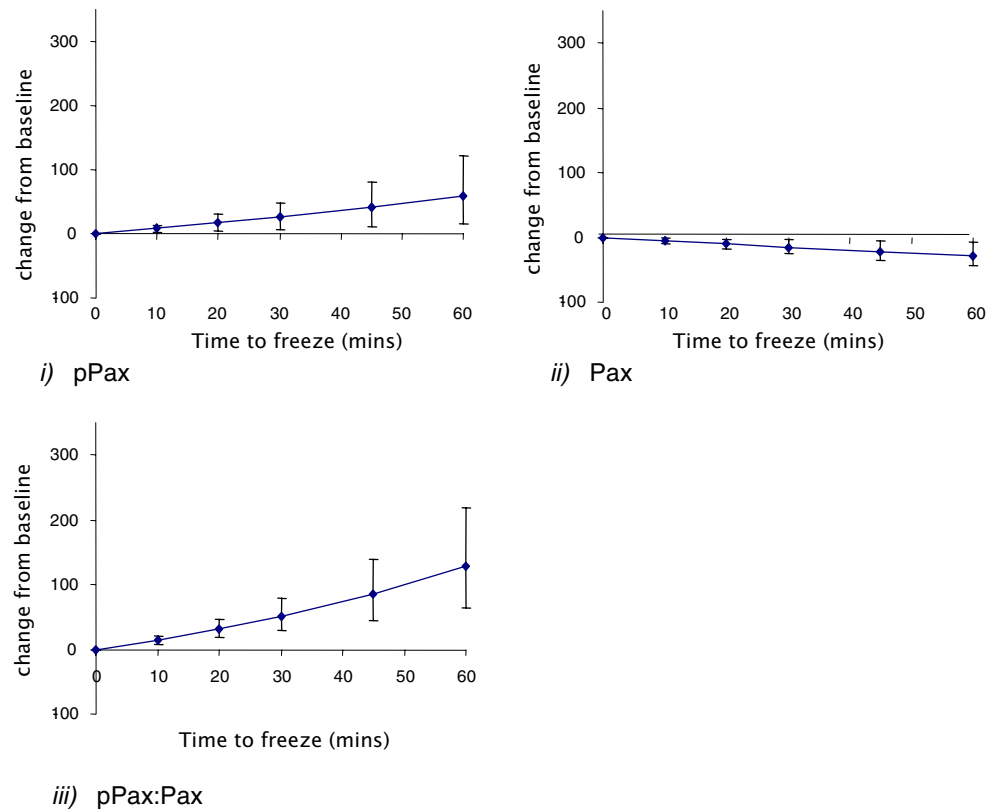 300
200
100
0
-100
change from baseline
0 10 20 30 40 50 60
Time to freeze (mins)
i) pPax
300
200
100
0
-100
change from baseline
0 10 20 30 40 50 60
Time to freeze (mins)
ii) Pax
300
200
100
0
-100
change from baseline
0 10 20 30 40 50 60
Time to freeze (mins)
iii) pPax:Pax